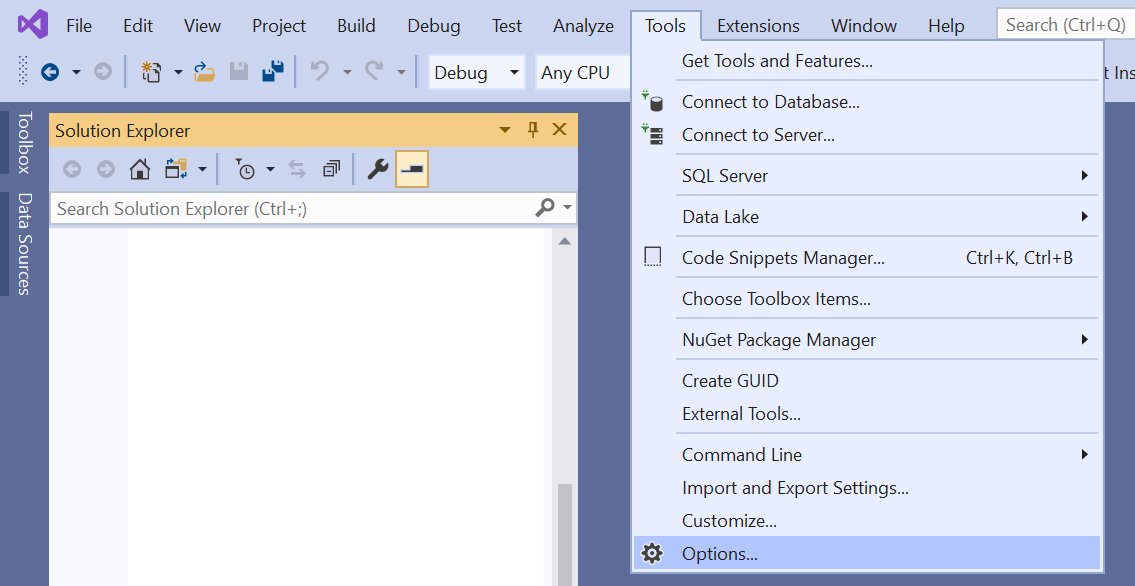 File Edit View Project Build Debug Test Analyze Tools Extensions Window Help Search (Ctrl+Q)
Debug Any CPU
Toolbox
Data Sources
Solution Explorer
Search Solution Explorer (Ctrl+;)
Get Tools and Features...
Connect to Database...
Connect to Server...
SQL Server
Data Lake
Code Snippets Manager... Ctrl+K, Ctrl+B
Choose Toolbox Items...
NuGet Package Manager
Create GUID
External Tools...
Command Line
Import and Export Settings...
Customize...
Options...